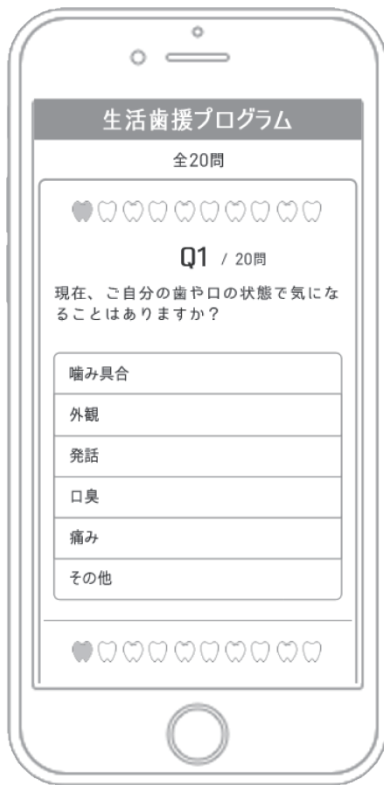 生活歯援プログラム
全20問
Q1 / 20問
現在、ご自分の歯や口の状態で気にな
ることはありますか？
噛み具合
外観
発話
口臭
痛み
その他